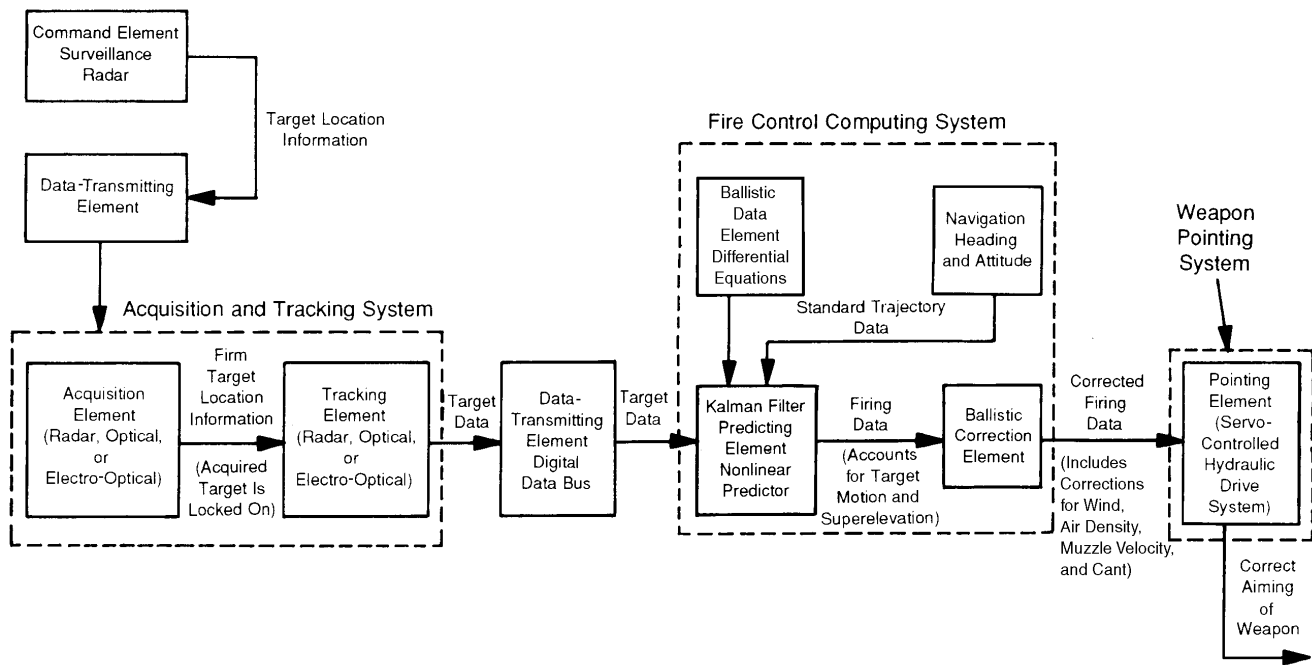 Command Element
Surveillance
Radar
Target Location
Information
Data-Transmitting
Element
Acquisition and Tracking System
Acquisition
Element
(Radar, Optical,
or
Electro-Optical)
Firm
Target
Location
Information
(Acquired
Target Is
Locked On)
Tracking
Element
(Radar, Optical,
or
Electro-Optical)
Target
Data
Data-
Transmitting
Element
Digital
Data Bus
Target
Data
Fire Control Computing System
Ballistic
Data
Element
Differential
Equations
Navigation
Heading
and Attitude
Standard Trajectory
Data
Kalman Filter
Predicting
Element
Nonlinear
Predictor
Firing
Data
(Accounts
for Target
Motion and
Superelevation)
Ballistic
Correction
Element
Corrected
Firing
Data
(Includes
Corrections
for Wind,
Air Density,
Muzzle Velocity,
and Cant)
Weapon
Pointing
System
Pointing
Element
(Servo-
Controlled
Hydraulic
Drive
System)
Correct
Aiming
of
Weapon